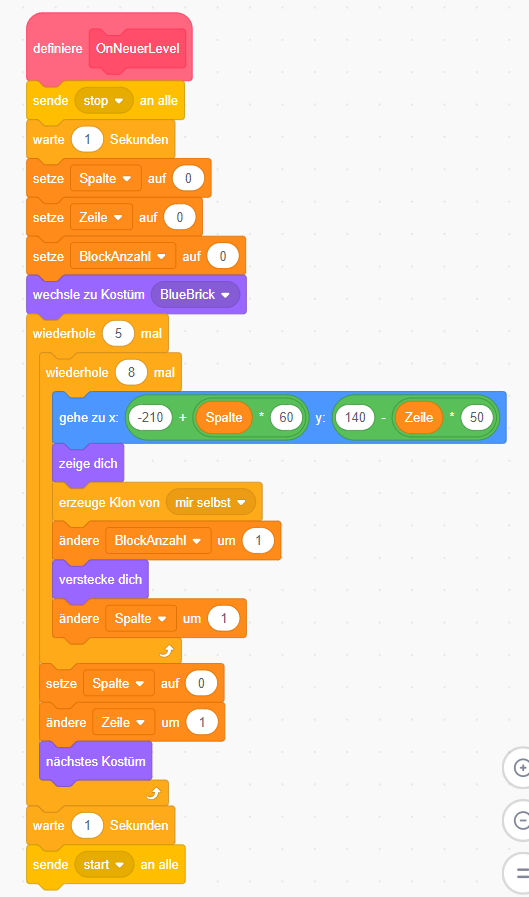 definiere OnNeuerLevel
sende stop an alle
warte 1 Sekunden
setze Spalte auf 0
setze Zeile auf 0
setze BlockAnzahl auf 0
wechsle zu Kostüm BlueBrick
wiederhole 5 mal
wiederhole 8 mal
gehe zu x: -210 + Spalte * 60 y: 140 - Zeile * 50
zeige dich
erzeuge Klon von mir selbst
ändere BlockAnzahl um 1
verstecke dich
ändere Spalte um 1
setze Spalte auf 0
ändere Zeile um 1
nächstes Kostüm
warte 1 Sekunden
sende start an alle